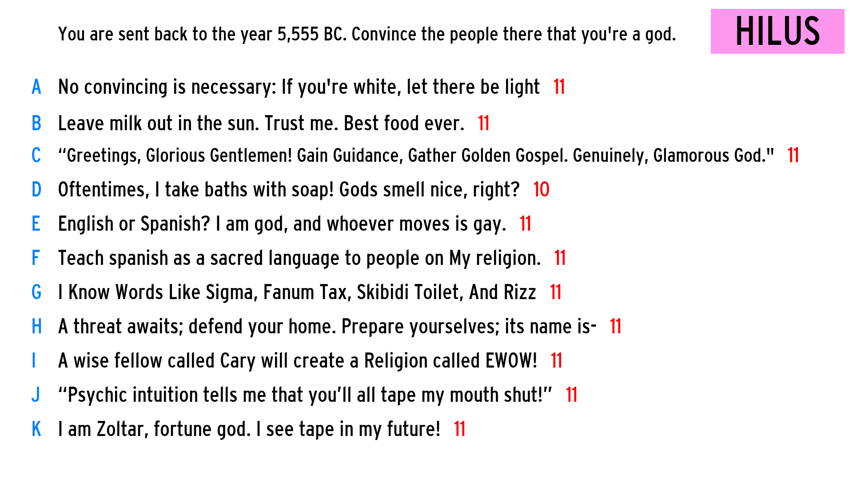 You are sent back to the year 5,555 BC. Convince the people there that you're a god.
HILUS
A No convincing is necessary: If you're white, let there be light 11
B Leave milk out in the sun. Trust me. Best food ever. 11
C “Greetings, Glorious Gentlemen! Gain Guidance, Gather Golden Gospel. Genuinely, Glamorous God." 11
D Oftentimes, I take baths with soap! Gods smell nice, right? 10
E English or Spanish? I am god, and whoever moves is gay. 11
F Teach spanish as a sacred language to people on My religion. 11
G I Know Words Like Sigma, Fanum Tax, Skibidi Toilet, And Rizz 11
H A threat awaits; defend your home. Prepare yourselves; its name is- 11
I A wise fellow called Cary will create a Religion called EWOW! 11
J “Psychic intuition tells me that you’ll all tape my mouth shut!” 11
K I am Zoltar, fortune god. I see tape in my future! 11